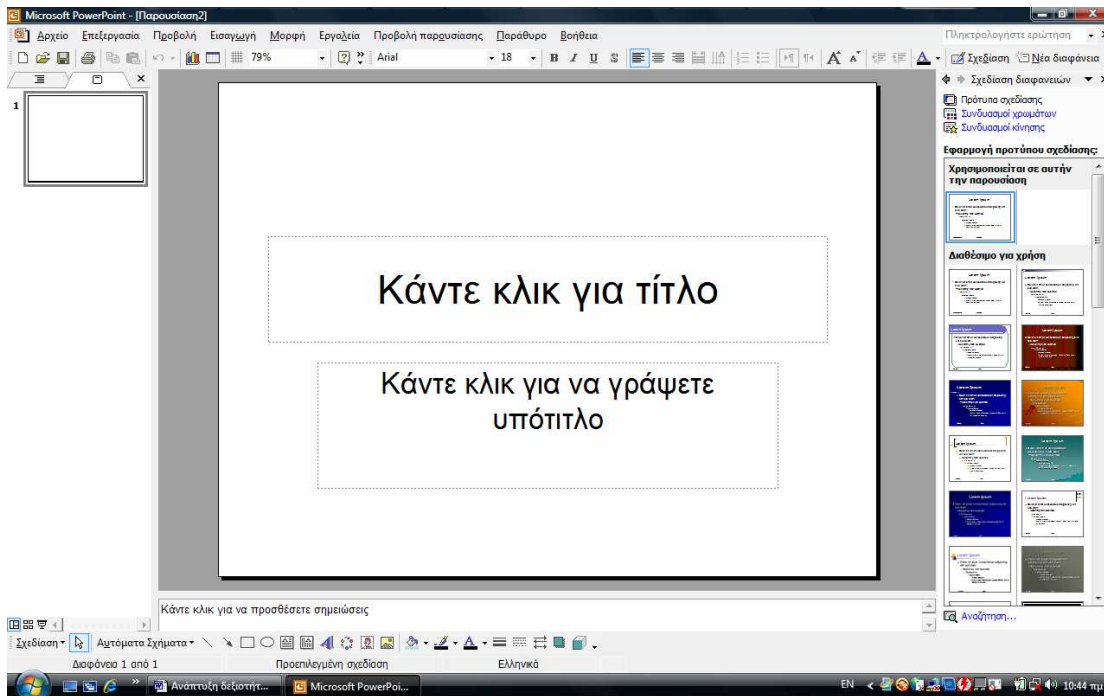 Microsoft PowerPoint - [Παρουσίαση2]
Αρχείο Επεξεργασία Προβολή Εισαγωγή Μορφή Εργαλεία Προβολή παρουσίασης Παράθυρο Βοήθεια
Πληκτρολογήστε ερώτηση
79%
Arial
18
B I U S
Σχεδίαση Νέα διαφάνεια
Σχεδίαση διαφανειών
1
Πρότυπα σχεδίασης
Συνδυασμοί χρωμάτων
Συνδυασμοί κίνησης
Εφαρμογή προτύπου σχεδίασης:
Χρησιμοποιείται σε αυτήν
την παρουσίαση
Διαθέσιμο για χρήση
Κάντε κλικ για τίτλο
Κάντε κλικ για να γράψετε
υπότιτλο
Κάντε κλικ για να προσθέσετε σημειώσεις
Αναζήτηση...
Σχεδίαση Αυτόματα Σχήματα
Διαφάνεια 1 από 1 Προεπιλεγμένη σχεδίαση Ελληνικά
Ανάπτυξη δεξιοτήτ... Microsoft PowerPoi... EN 10:44 πμ